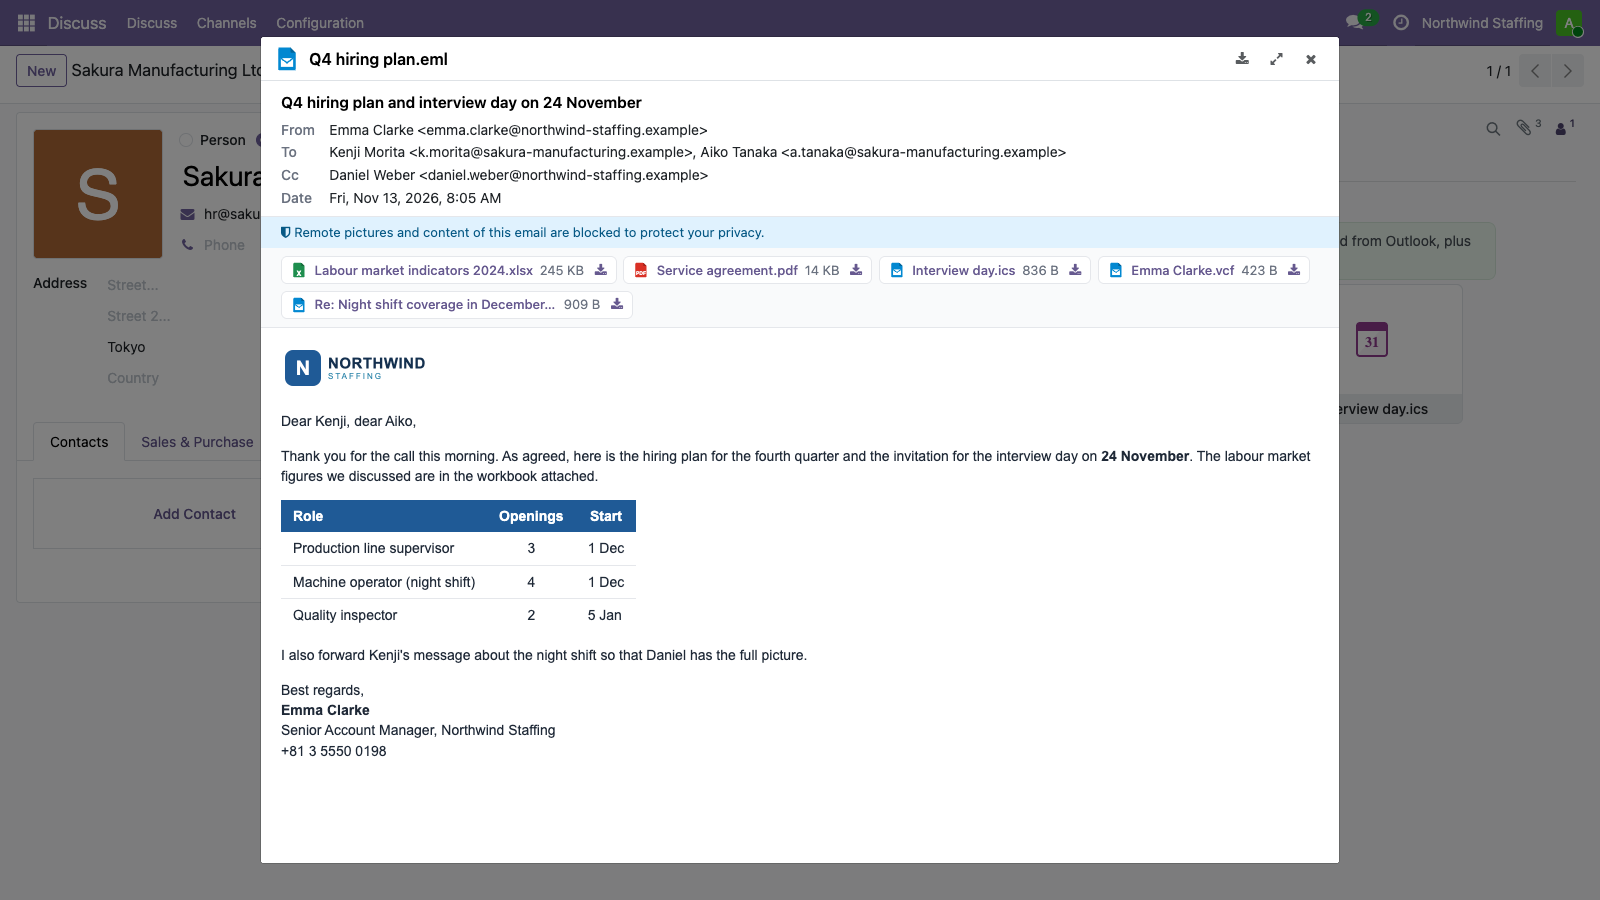 Discuss
Discuss
Channels
Configuration
2
Northwind Staffing
A
New
Sakura Manufacturing Ltd
1 / 1
Q4 hiring plan.eml
Q4 hiring plan and interview day on 24 November
From Emma Clarke <emma.clarke@northwind-staffing.example>
To Kenji Morita <k.morita@sakura-manufacturing.example>, Aiko Tanaka <a.tanaka@sakura-manufacturing.example>
Cc Daniel Weber <daniel.weber@northwind-staffing.example>
Date Fri, Nov 13, 2026, 8:05 AM
Remote pictures and content of this email are blocked to protect your privacy.
Labour market indicators 2024.xlsx 245 KB
PDF Service agreement.pdf 14 KB
Interview day.ics 836 B
Emma Clarke.vcf 423 B
Re: Night shift coverage in December... 909 B
N NORTHWIND
STAFFING
Dear Kenji, dear Aiko,
Thank you for the call this morning. As agreed, here is the hiring plan for the fourth quarter and the invitation for the interview day on 24 November. The labour market
figures we discussed are in the workbook attached.
Role Openings Start
Production line supervisor 3 1 Dec
Machine operator (night shift) 4 1 Dec
Quality inspector 2 5 Jan
I also forward Kenji's message about the night shift so that Daniel has the full picture.
Best regards,
Emma Clarke
Senior Account Manager, Northwind Staffing
+81 3 5550 0198
S
Person
Sakura
hr@saku
Phone
Address
Street...
Street 2...
Tokyo
Country
Contacts
Sales & Purchase
Add Contact
3
1
d from Outlook, plus
31
erview day.ics